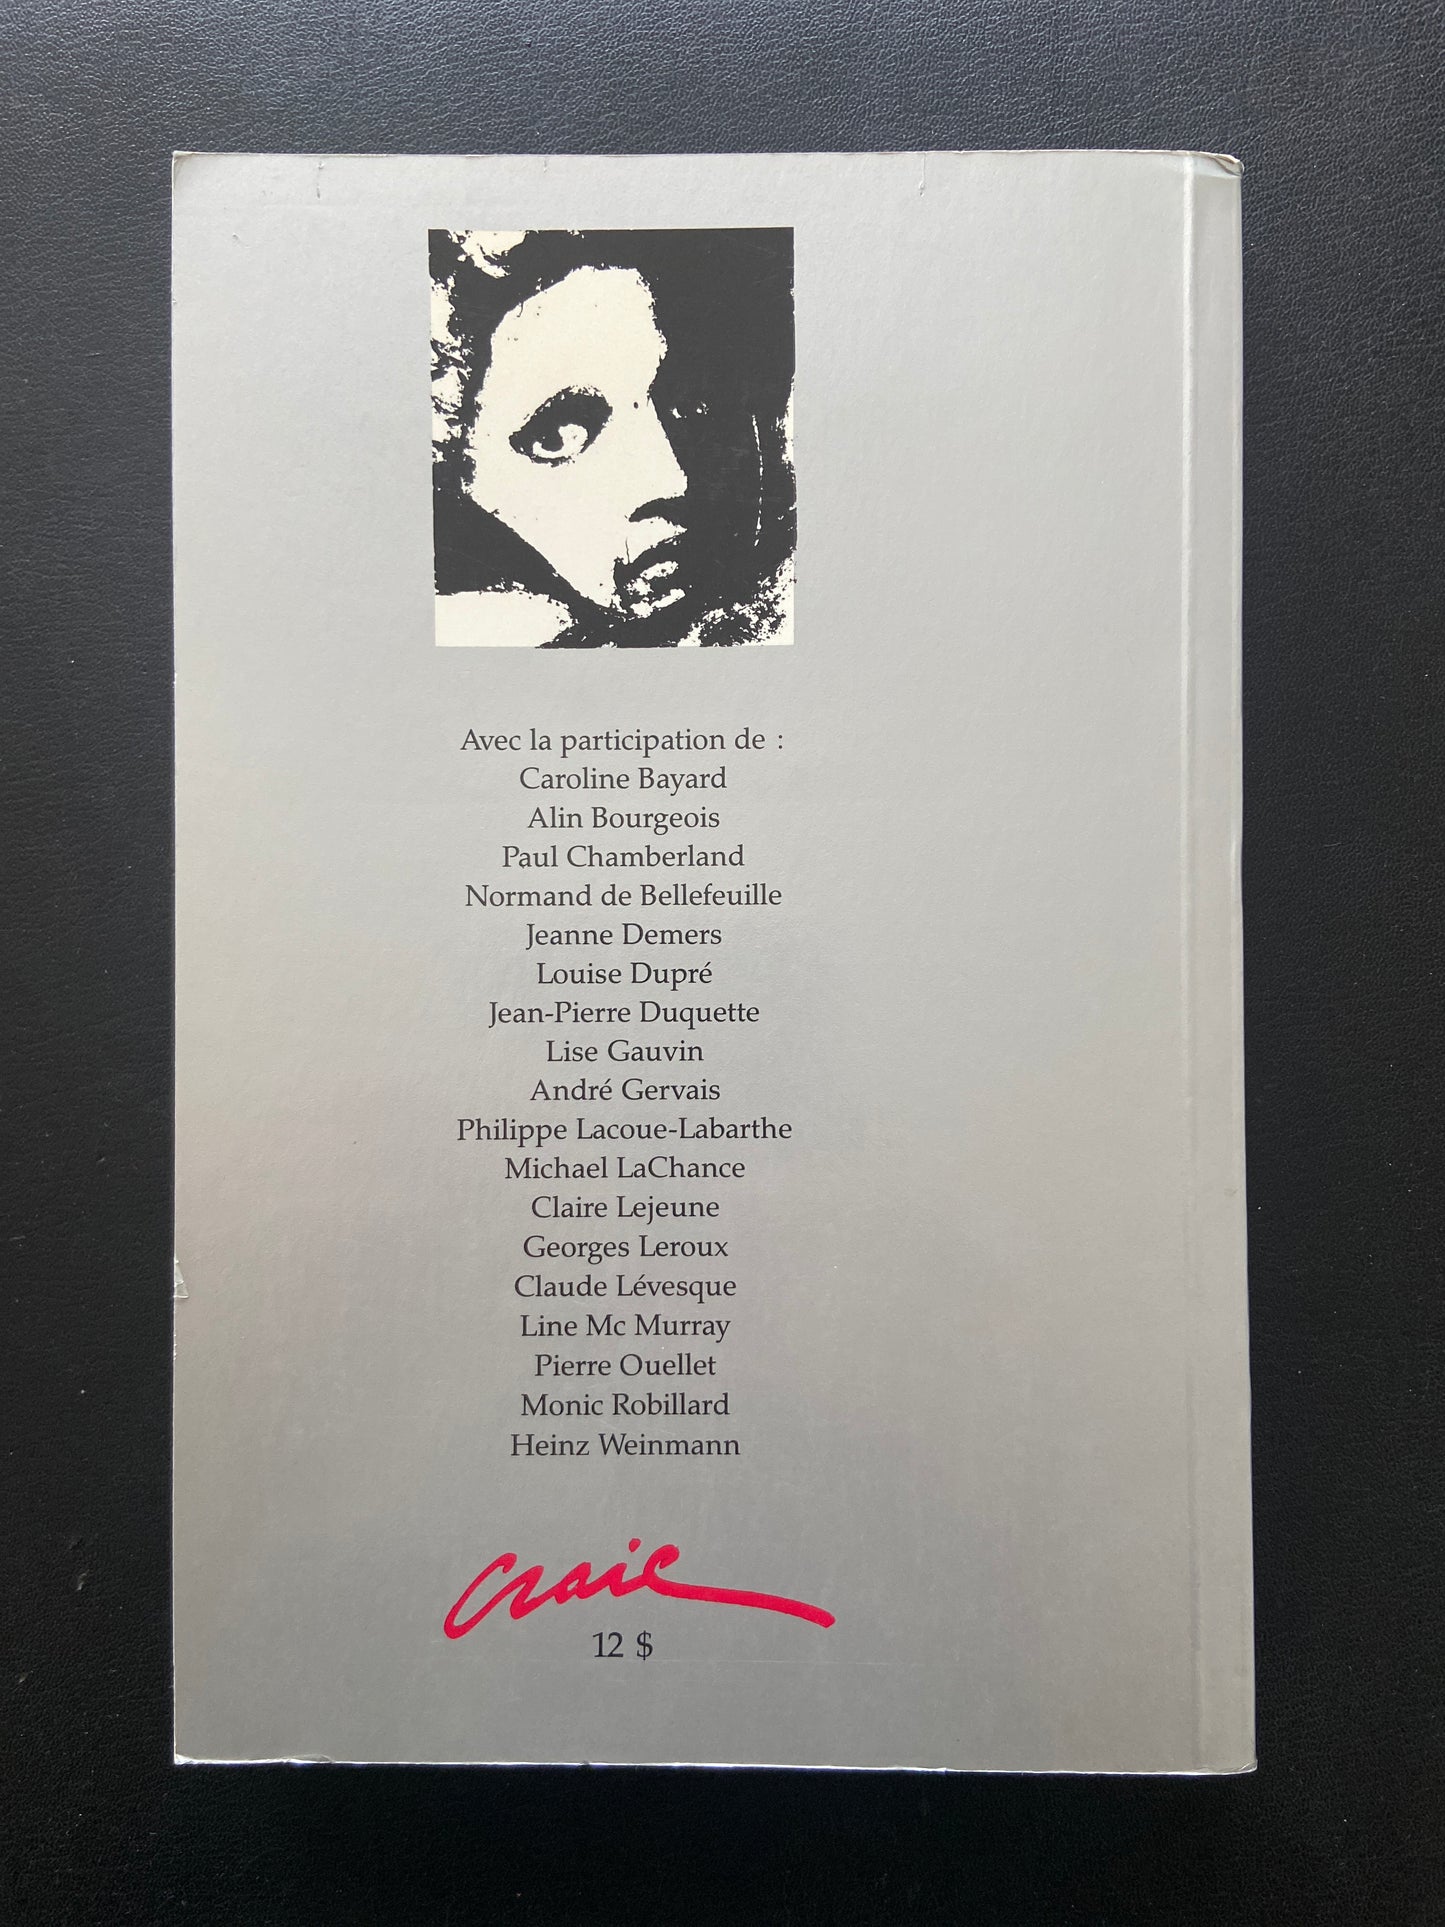 Avec la participation de :
Caroline Bayard
Alin Bourgeois
Paul Chamberland
Normand de Bellefeuille
Jeanne Demers
Louise Dupré
Jean-Pierre Duquette
Lise Gauvin
André Gervais
Philippe Lacoue-Labarthe
Michael LaChance
Claire Lejeune
Georges Leroux
Claude Lévesque
Line Mc Murray
Pierre Ouellet
Monic Robillard
Heinz Weinmann
Craie
12 $